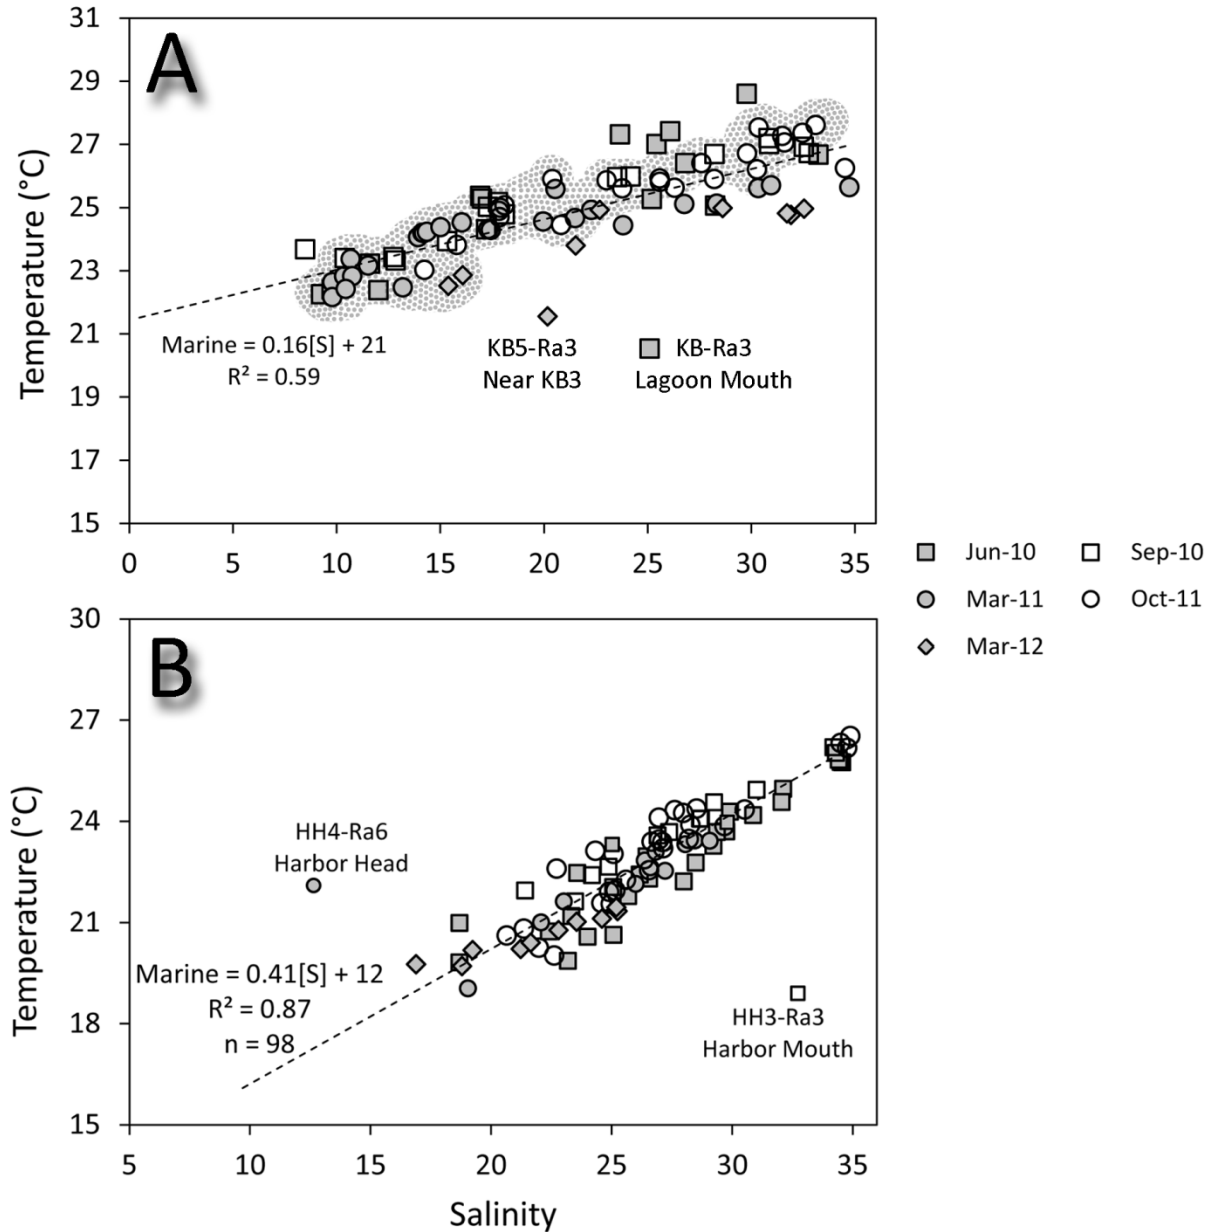 A
31
29
27
25
23
21
19
17
15
Temperature (°C)
Marine = 0.16[S] + 21
R² = 0.59
KB5-Ra3
Near KB3
KB-Ra3
Lagoon Mouth
0 5 10 15 20 25 30 35
Jun-10 Sep-10
Mar-11 Oct-11
Mar-12
B
30
27
24
21
18
15
Temperature (°C)
HH4-Ra6
Harbor Head
Marine = 0.41[S] + 12
R² = 0.87
n = 98
HH3-Ra3
Harbor Mouth
5 10 15 20 25 30 35
Salinity